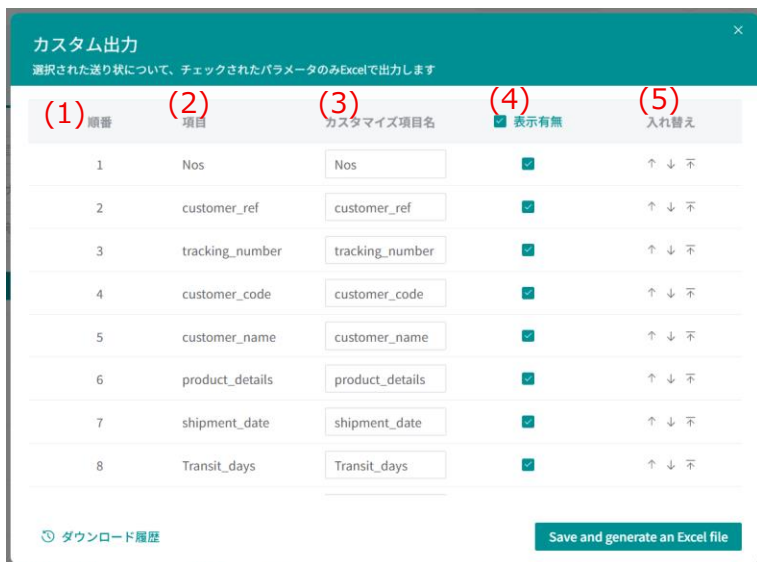 カスタム出力
選択された送り状について、チェックされたパラメータのみExcelで出力します
(1) 順番 (2) 項目 (3) カスタマイズ項目名 (4) 表示有無 (5) 入れ替え
1 Nos Nos
2 customer_ref customer_ref
3 tracking_number tracking_number
4 customer_code customer_code
5 customer_name customer_name
6 product_details product_details
7 shipment_date shipment_date
8 Transit_days Transit_days
ダウンロード履歴 Save and generate an Excel file